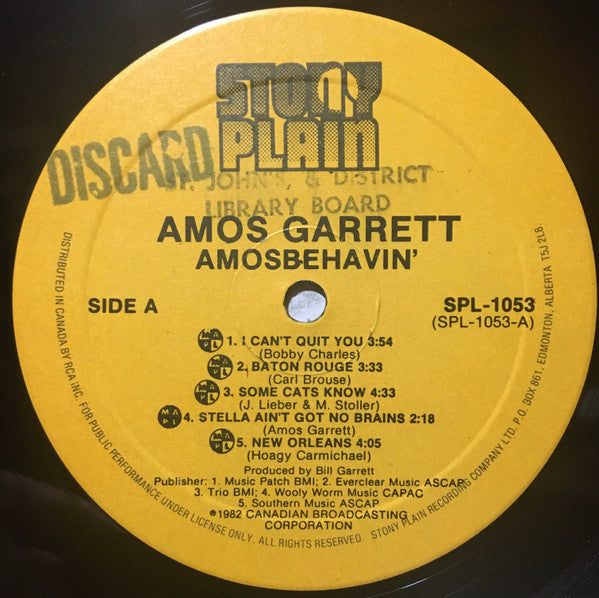 STONY
PLAIN
DISCARD
ST. JOHN'S, & DISTRICT
LIBRARY BOARD
AMOS GARRETT
AMOSBEHAVIN'
SIDE A
SPL-1053
(SPL-1053-A)
MAPL 1. I CAN'T QUIT YOU 3:54
(Bobby Charles)
MAPL 2. BATON ROUGE 3:33
(Carl Brouse)
MAPL 3. SOME CATS KNOW 4:33
(J. Lieber & M. Stoller)
MAPL 4. STELLA AIN'T GOT NO BRAINS 2:18
(Amos Garrett)
MAPL 5. NEW ORLEANS 4:05
(Hoagy Carmichael)
Produced by Bill Garrett
Publisher: 1. Music Patch BMI; 2. Everclear Music ASCAP
3. Trio BMI; 4. Wooly Worm Music CAPAC
5. Southern Music ASCAP
℗1982 CANADIAN BROADCASTING
CORPORATION
DISTRIBUTED IN CANADA BY RCA INC. FOR PUBLIC PERFORMANCE UNDER LICENSE ONLY. ALL RIGHTS RESERVED. STONY PLAIN RECORDING COMPANY LTD. P.O. BOX 861, EDMONTON, ALBERTA T5J 2L8